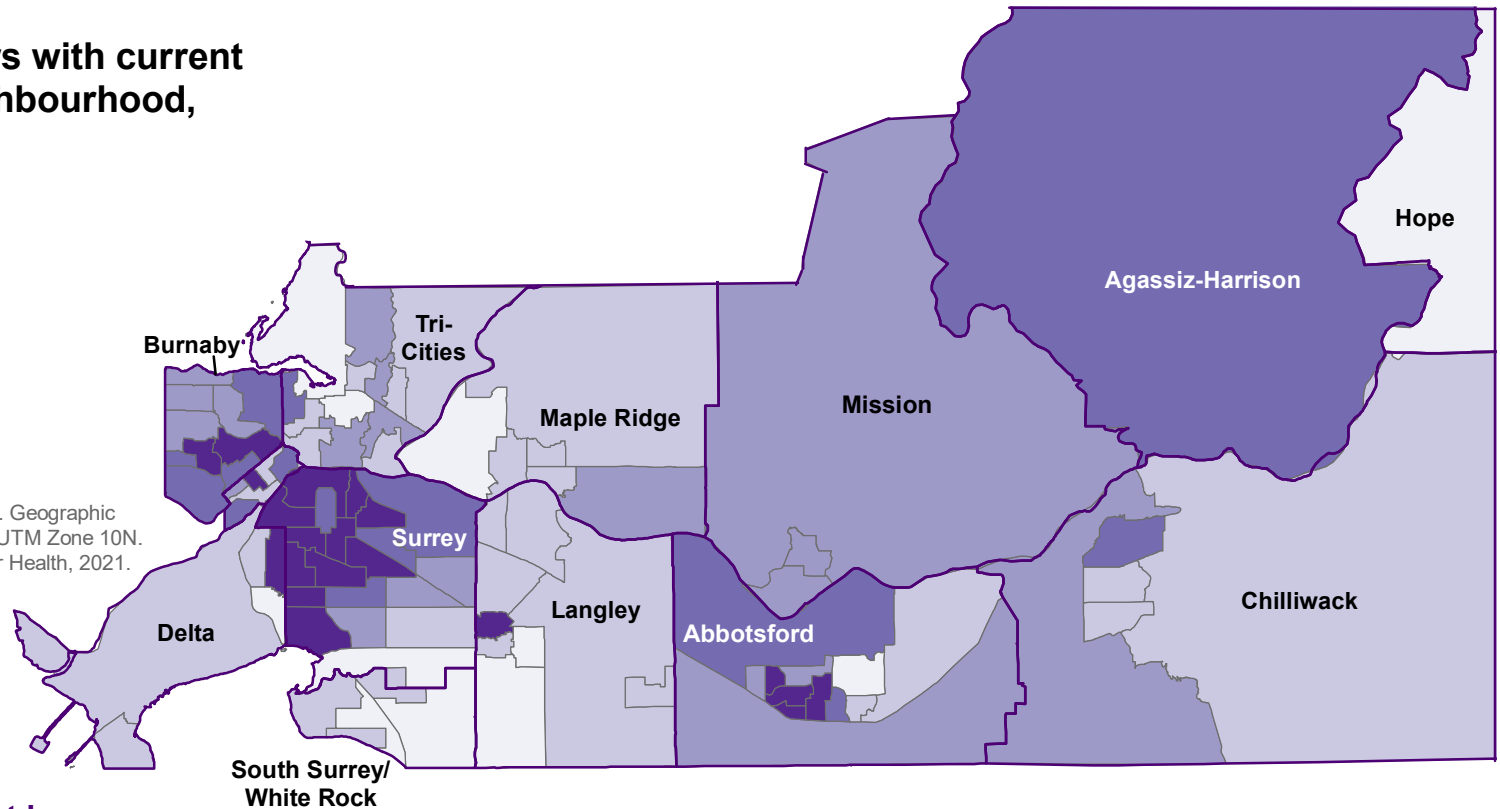 s with current
nbourhood,
Hope
Agassiz-Harrison
Tri-
Cities
Burnaby
Maple Ridge
Mission
. Geographic
UTM Zone 10N.
r Health, 2021.
Surrey
Langley
Chilliwack
Delta
Abbotsford
South Surrey/
White Rock